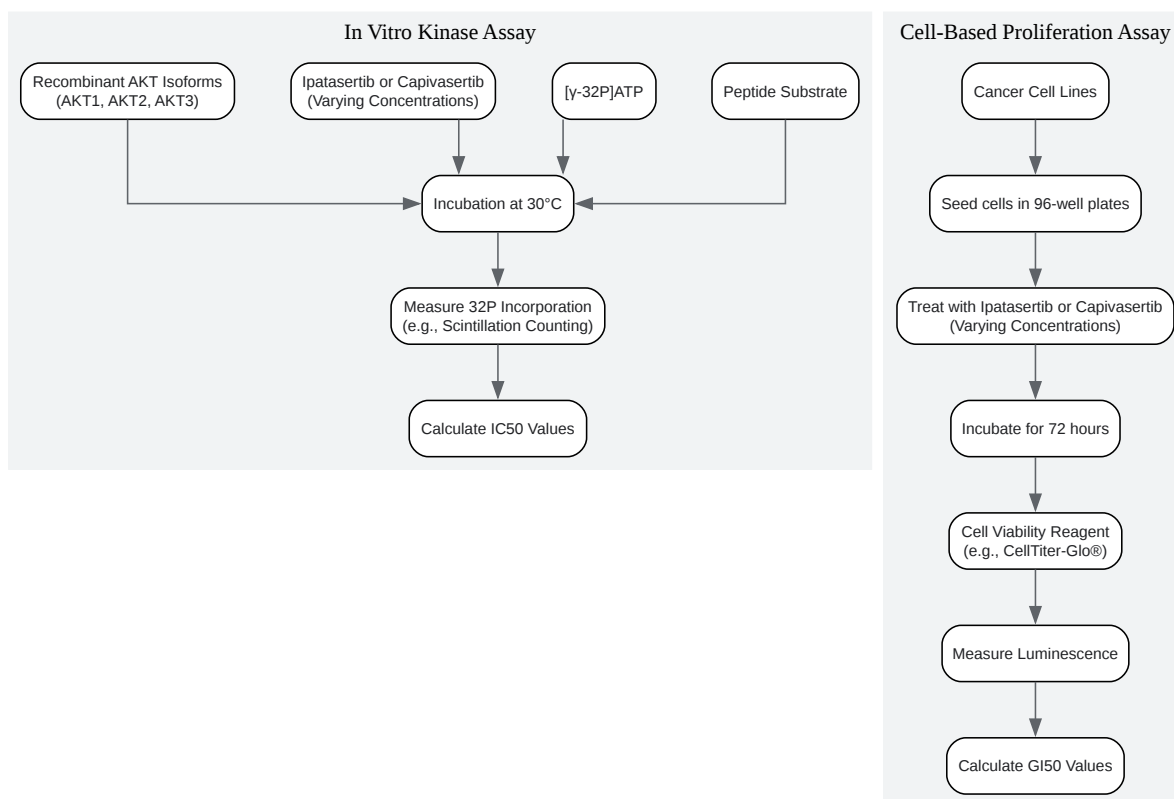 In Vitro Kinase Assay
Recombinant AKT Isoforms
(AKT1, AKT2, AKT3)
Ipatasertib or Capivasertib
(Varying Concentrations)
[γ-32P]ATP
Peptide Substrate
Incubation at 30°C
Measure 32P Incorporation
(e.g., Scintillation Counting)
Calculate IC50 Values
Cell-Based Proliferation Assay
Cancer Cell Lines
Seed cells in 96-well plates
Treat with Ipatasertib or Capivasertib
(Varying Concentrations)
Incubate for 72 hours
Cell Viability Reagent
(e.g., CellTiter-Glo®)
Measure Luminescence
Calculate GI50 Values